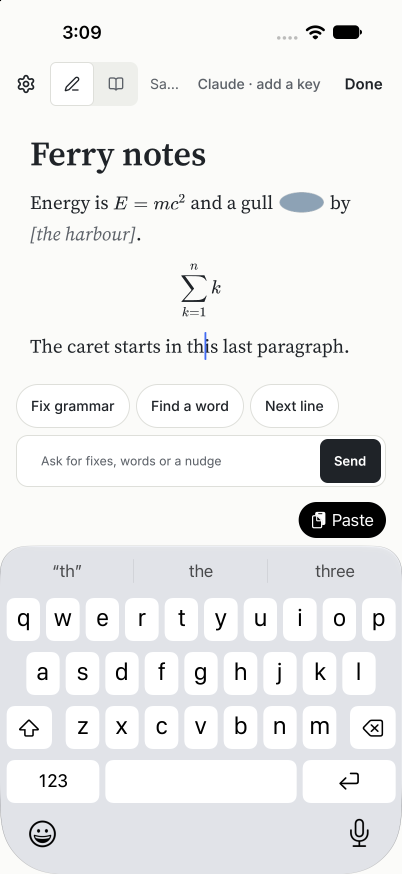 3:09
Sa... Claude · add a key Done
Ferry notes
Energy is E = mc² and a gull by
[the harbour].
n
∑ k
k=1
The caret starts in this last paragraph.
Fix grammar Find a word Next line
Ask for fixes, words or a nudge Send
Paste
“th” the three
q w e r t y u i o p
a s d f g h j k l
z x c v b n m
123